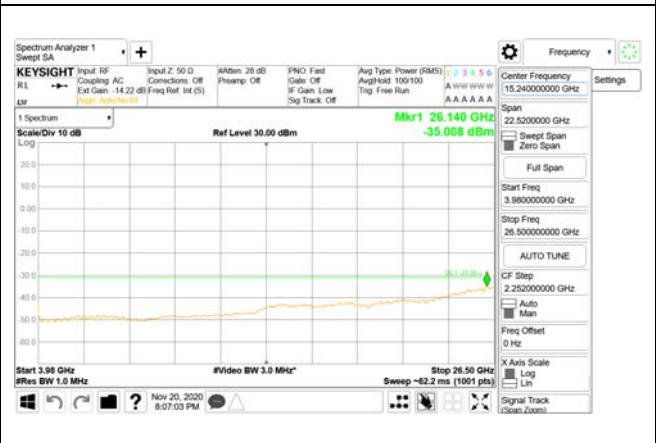 Spectrum Analyzer 1
Swept SA
+
Frequency
KEYSIGHT
RL
Input: RF
Coupling: AC
Ext Gain: -14.22 dB
Align: Auto/No RF
Input Z: 50 Ω
Corrections: Off
Freq Ref: Int (S)
#Atten: 28 dB
Preamp: Off
PNO: Fast
Gate: Off
IF Gain: Low
Sig Track: Off
Avg Type: Power (RMS)
Avg|Hold: 100/100
Trig: Free Run
1 2 3 4 5 6
A W W W W W
A A A A A A
1 Spectrum
Scale/Div 10 dB
Log
Ref Level 30.00 dBm
Mkr1 26.140 GHz
-35.008 dBm
20.0
10.0
0.00
-10.0
-20.0
-30.0
-40.0
-50.0
-60.0
Start 3.98 GHz
#Res BW 1.0 MHz
#Video BW 3.0 MHz*
Stop 26.50 GHz
Sweep ~62.2 ms (1001 pts)
Nov 20, 2020
8:07:03 PM
Center Frequency
15.240000000 GHz
Settings
Span
22.5200000 GHz
Swept Span
Zero Span
Full Span
Start Freq
3.980000000 GHz
Stop Freq
26.500000000 GHz
AUTO TUNE
CF Step
2.252000000 GHz
Auto
Man
Freq Offset
0 Hz
X Axis Scale
Log
Lin
Signal Track
(Span Zoom)